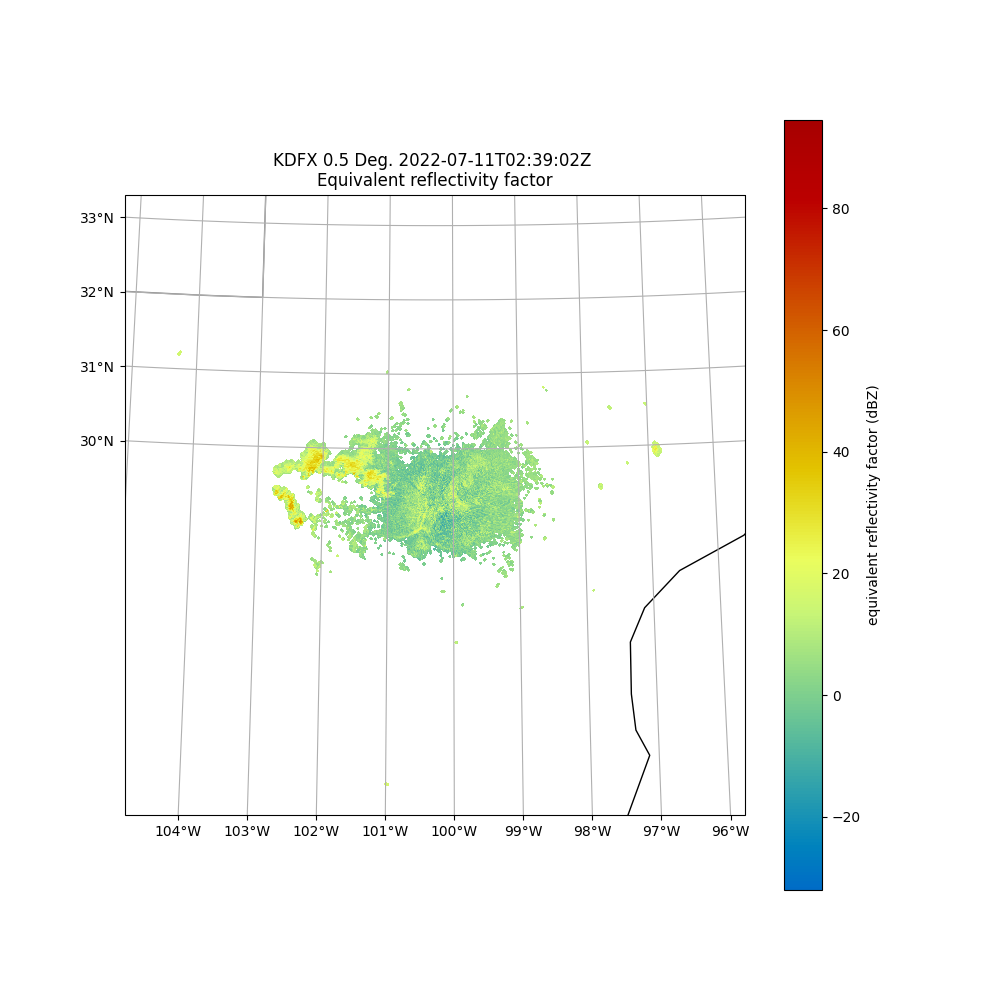 KDFX 0.5 Deg. 2022-07-11T02:39:02Z
Equivalent reflectivity factor
33°N
32°N
31°N
30°N
104°W
103°W
102°W
101°W
100°W
99°W
98°W
97°W
96°W
80
60
40
20
0
−20
equivalent reflectivity factor (dBZ)